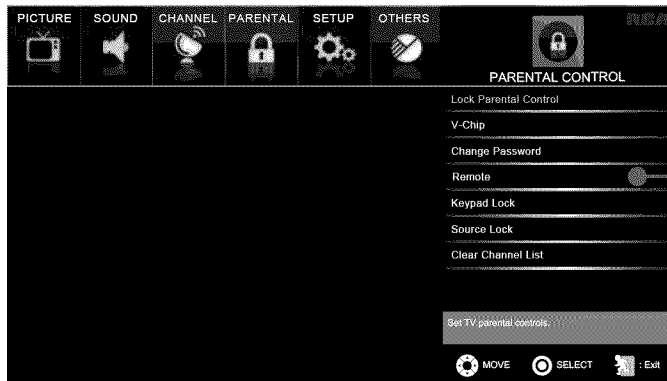 PICTURE SOUND CHANNEL PARENTAL SETUP OTHERS
RCA
PARENTAL CONTROL
Lock Parental Control
V-Chip
Change Password
Remote
Keypad Lock
Source Lock
Clear Channel List
Set TV parental controls.
MOVE SELECT : Exit